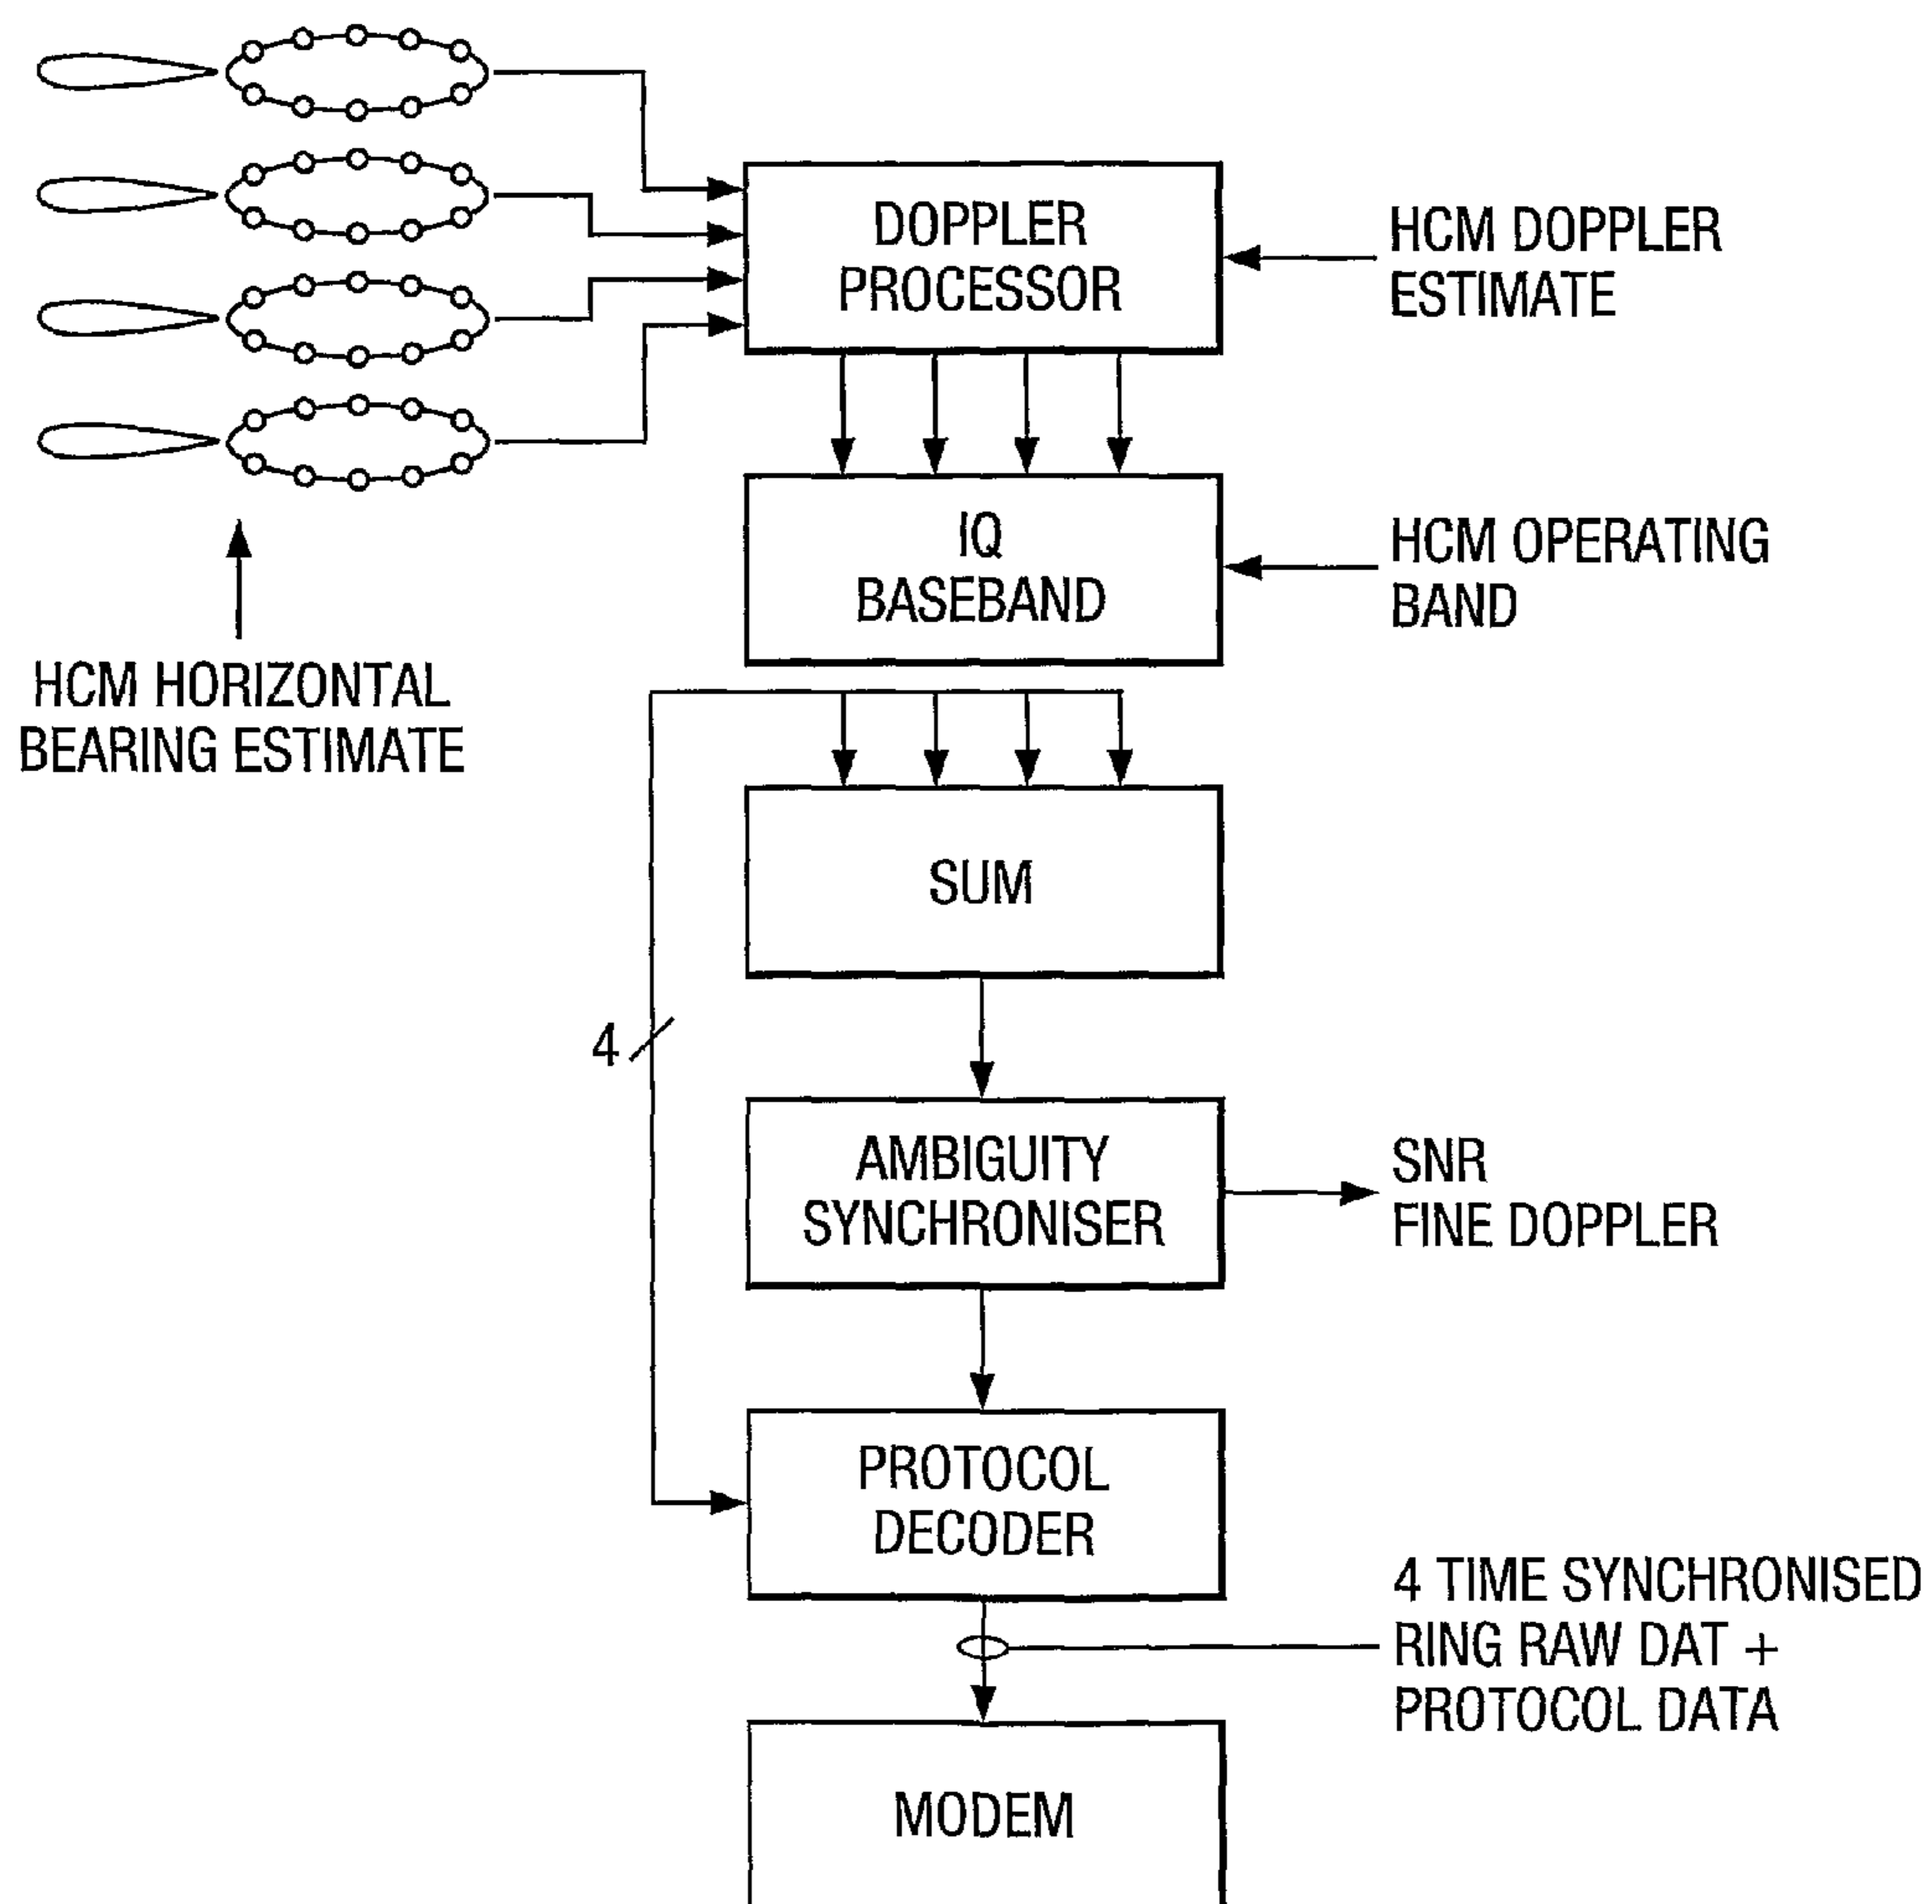 DOPPLER
PROCESSOR
HCM DOPPLER
ESTIMATE
IQ
BASEBAND
HCM OPERATING
BAND
HCM HORIZONTAL
BEARING ESTIMATE
SUM
4
AMBIGUITY
SYNCHRONISER
SNR
FINE DOPPLER
PROTOCOL
DECODER
4 TIME SYNCHRONISED
RING RAW DAT +
PROTOCOL DATA
MODEM